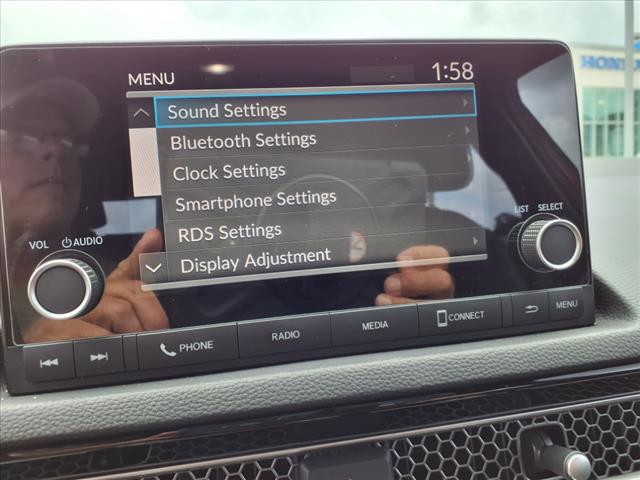 HONDA
MENU 1:58
Sound Settings
Bluetooth Settings
Clock Settings
Smartphone Settings
RDS Settings
Display Adjustment
VOL AUDIO
LIST SELECT
PHONE RADIO MEDIA CONNECT MENU